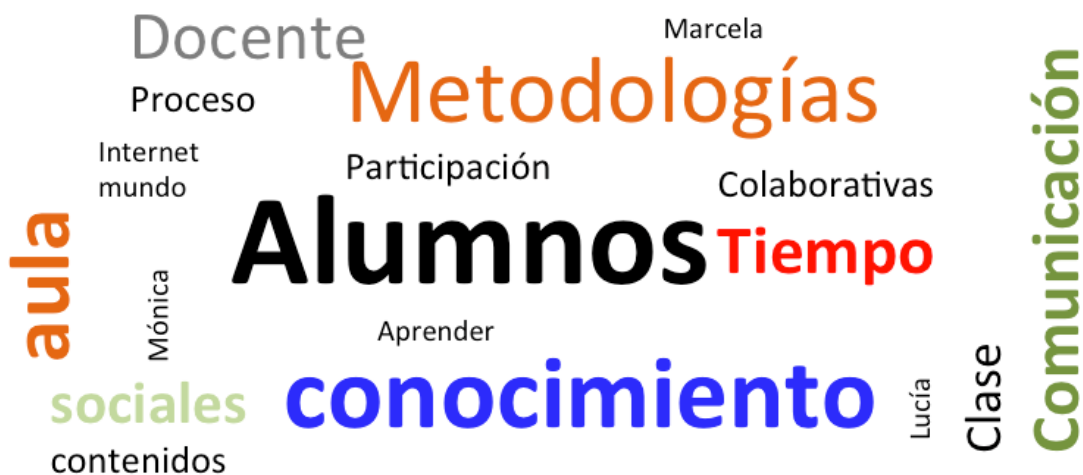 Docente
Marcela
Metodologías
Proceso
Internet
mundo
Participación
Colaborativas
Alumnos
Tiempo
aula
Mónica
Aprender
Comunicación
sociales
conocimiento
Lucía
Clase
contenidos